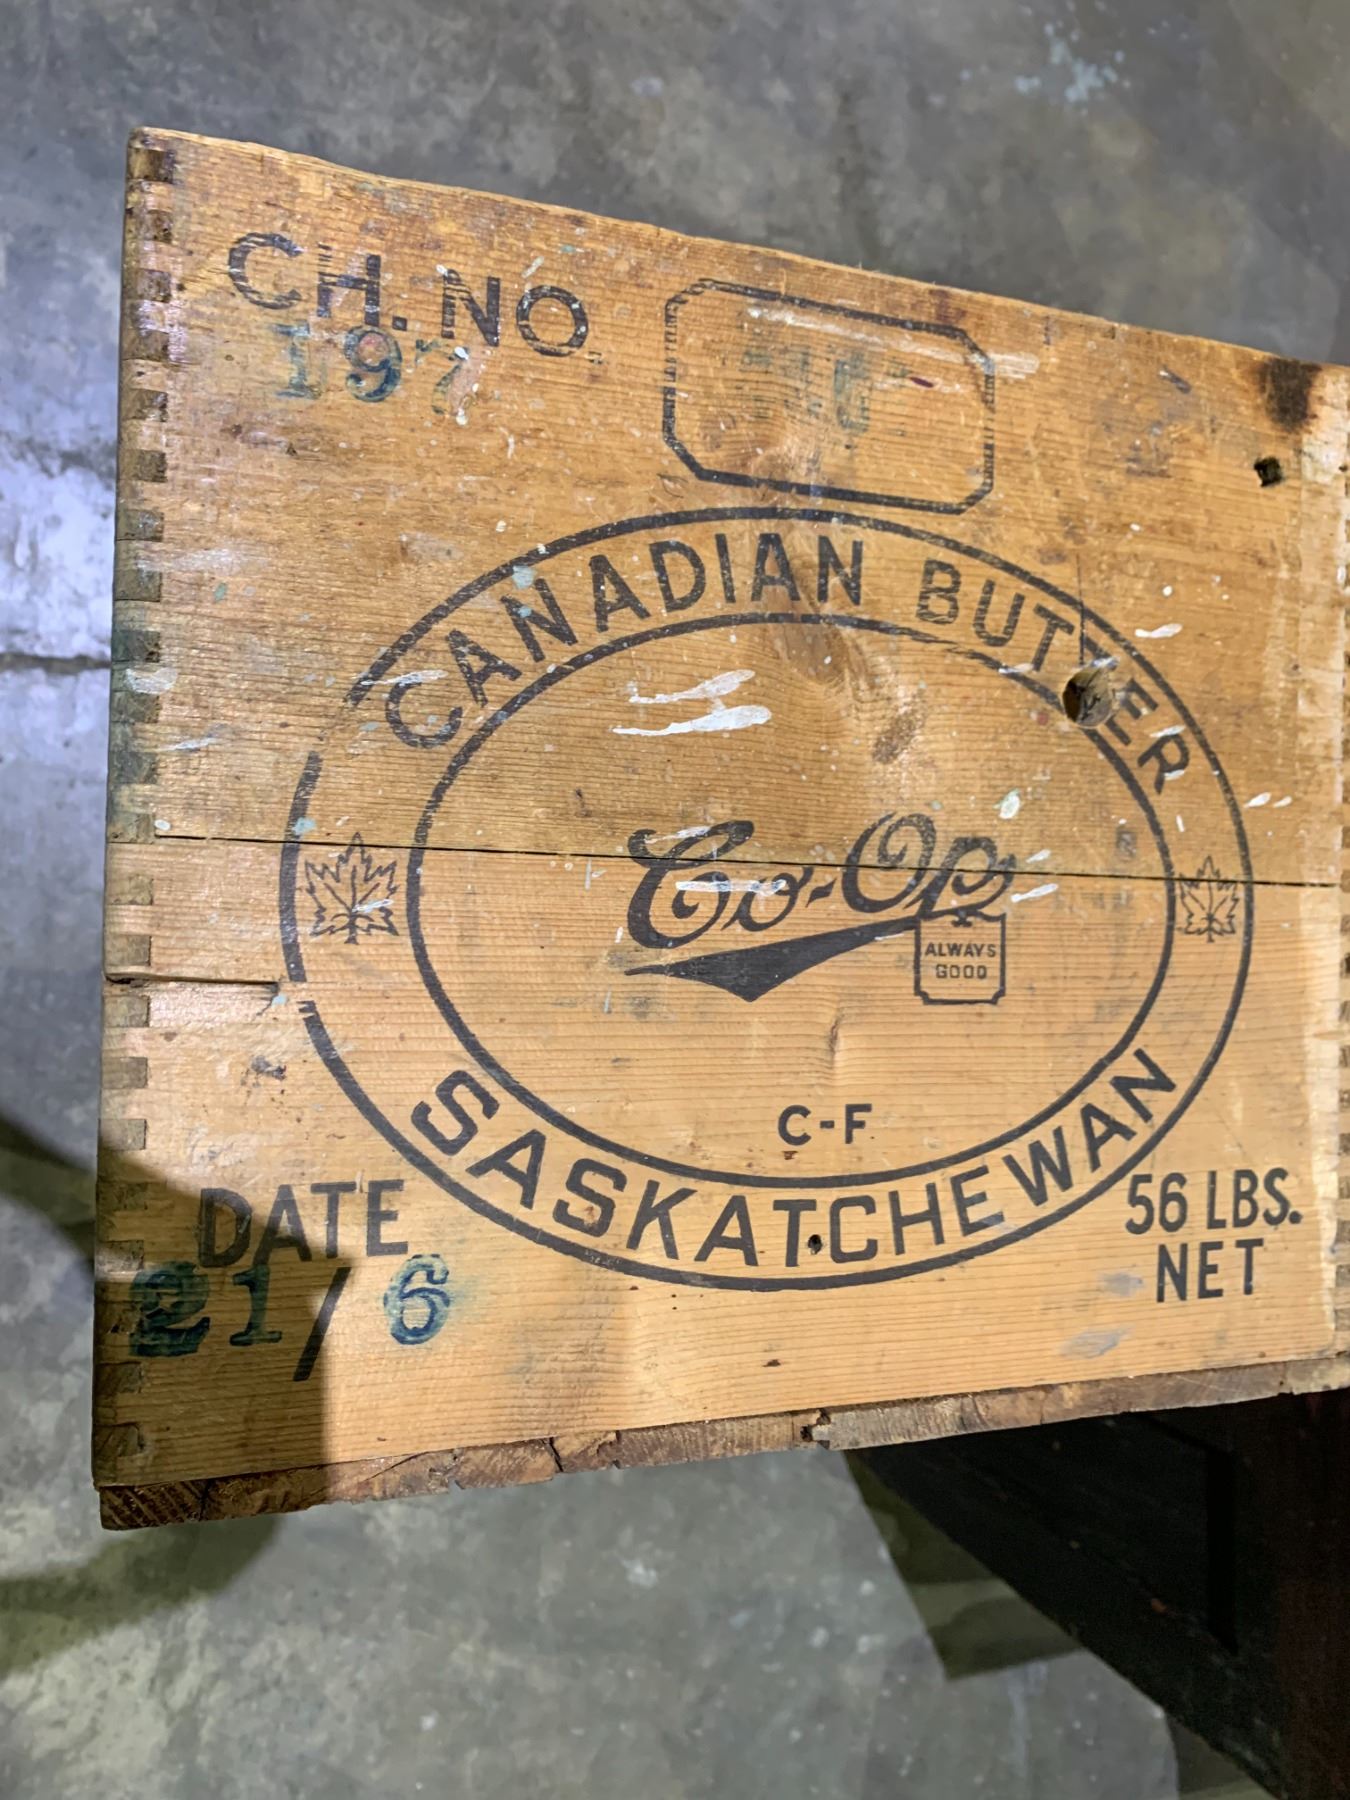 CH. NO
197
CANADIAN BUTTER
Co-Op
ALWAYS
GOOD
C-F
SASKATCHEWAN
DATE
21/6
56 LBS.
NET